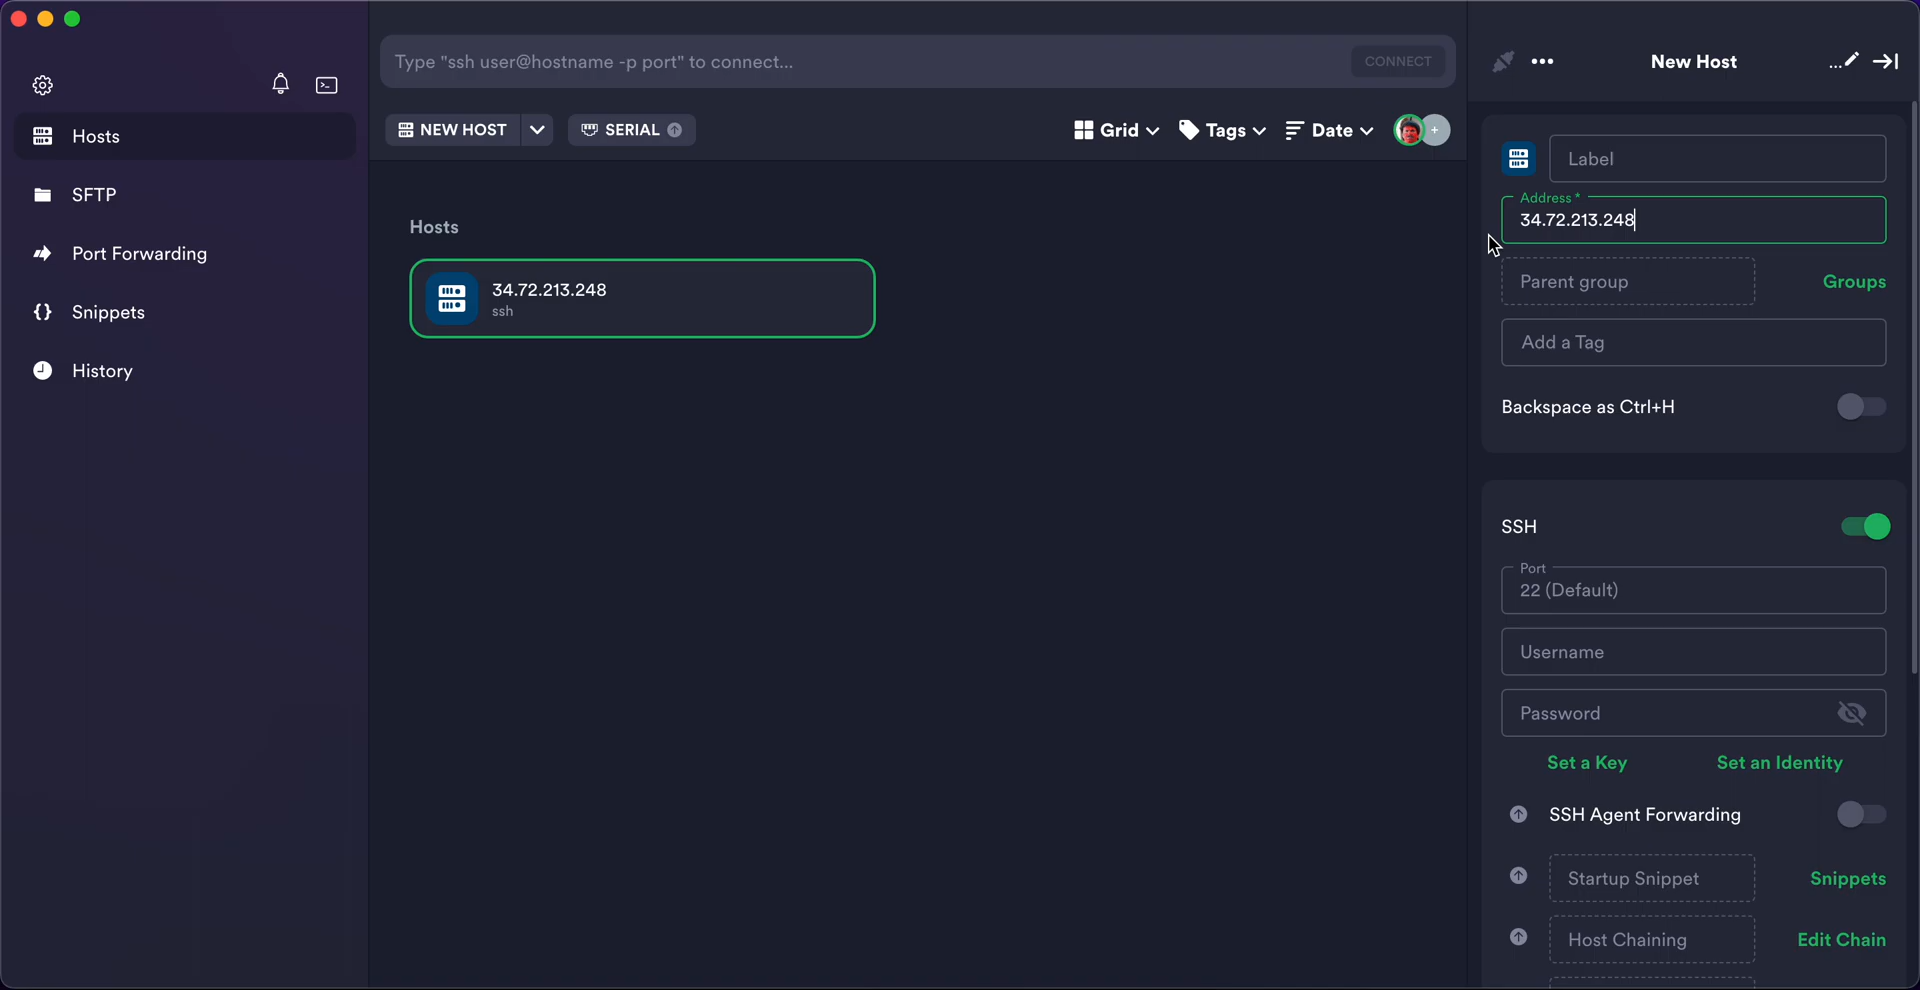 Type "ssh user@hostname -p port" to connect...
CONNECT
New Host
...
Hosts
SFTP
Port Forwarding
Snippets
History
NEW HOST
SERIAL
Grid
Tags
Date
+
Hosts
34.72.213.248
ssh
Label
Address *
34.72.213.248
Parent group
Groups
Add a Tag
Backspace as Ctrl+H
SSH
Port
22 (Default)
Username
Password
Set a Key
Set an Identity
SSH Agent Forwarding
Startup Snippet
Snippets
Host Chaining
Edit Chain